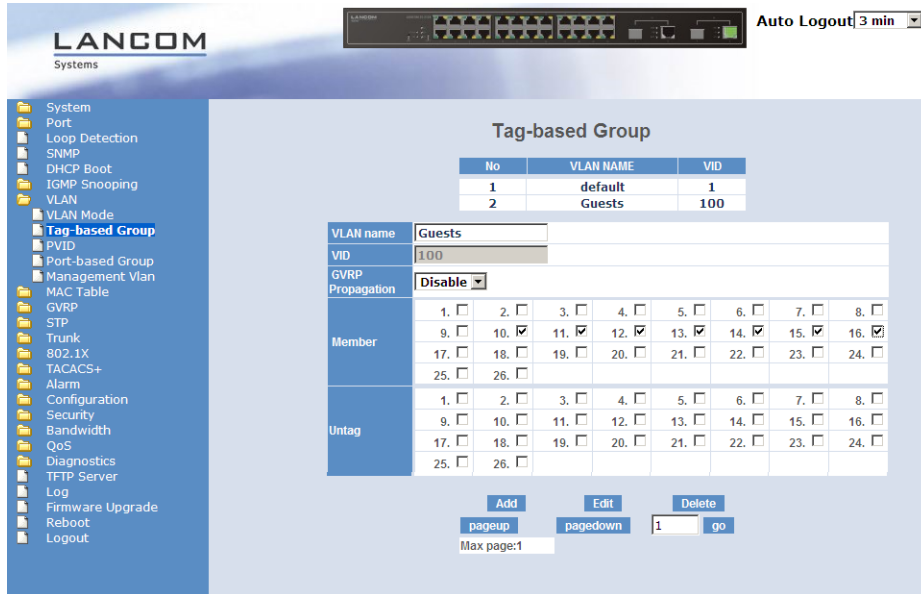 LANCOM
Systems
LANCOM
Auto Logout 3 min
System
Port
Loop Detection
SNMP
DHCP Boot
IGMP Snooping
VLAN
VLAN Mode
Tag-based Group
PVID
Port-based Group
Management Vlan
MAC Table
GVRP
STP
Trunk
802.1X
TACACS+
Alarm
Configuration
Security
Bandwidth
QoS
Diagnostics
TFTP Server
Log
Firmware Upgrade
Reboot
Logout
Tag-based Group
No VLAN NAME VID
1 default 1
2 Guests 100
VLAN name Guests
VID 100
GVRP Propagation Disable
Member
1. 2. 3. 4. 5. 6. 7. 8.
9. 10. 11. 12. 13. 14. 15. 16.
17. 18. 19. 20. 21. 22. 23. 24.
25. 26.
Untag
1. 2. 3. 4. 5. 6. 7. 8.
9. 10. 11. 12. 13. 14. 15. 16.
17. 18. 19. 20. 21. 22. 23. 24.
25. 26.
Add Edit Delete
pageup pagedown 1 go
Max page:1